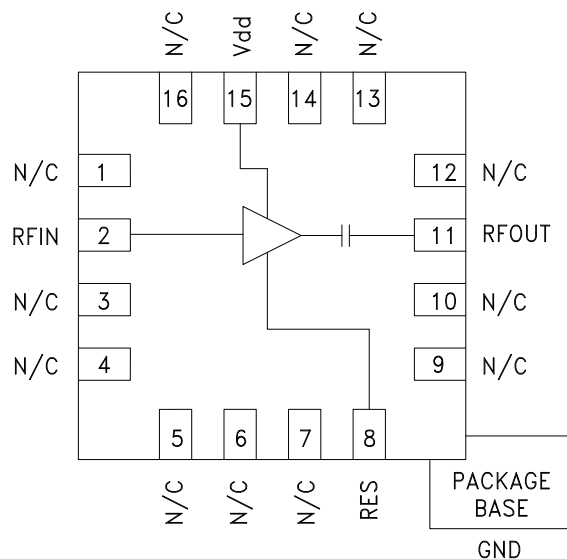 N/C Vdd N/C N/C
16 15 14 13
N/C 1 12 N/C
RFIN 2 11 RFOUT
N/C 3 10 N/C
N/C 4 9 N/C
5 6 7 8
N/C N/C N/C RES
PACKAGE
BASE
GND